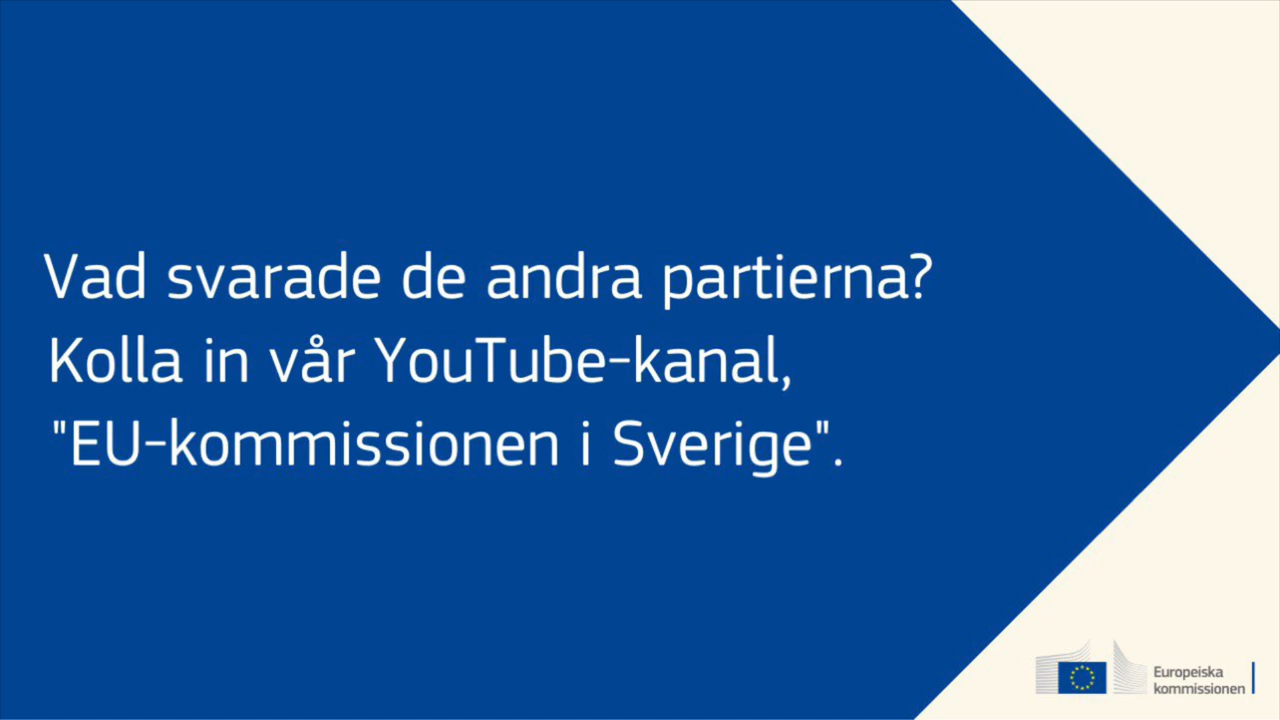 Vad svarade de andra partierna?
Kolla in vår YouTube-kanal,
"EU-kommissionen i Sverige".
Europeiska
kommissionen